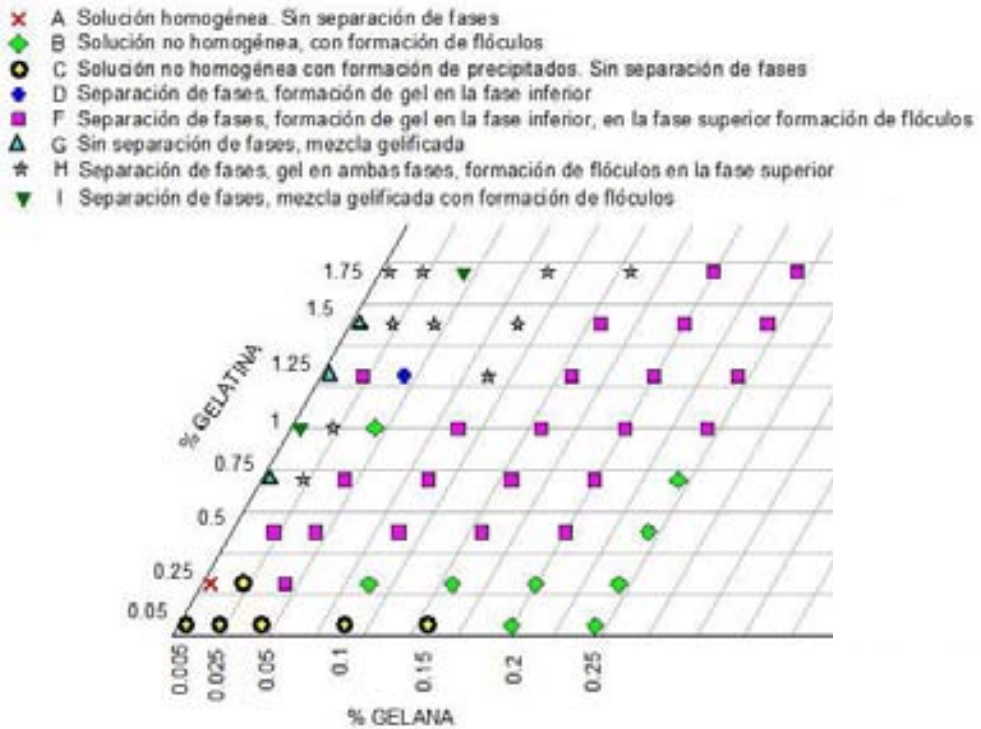 A Solución homogénea. Sin separación de fases
B Solución no homogénea, con formación de flóculos
C Solución no homogénea con formación de precipitados. Sin separación de fases
D Separación de fases, formación de gel en la fase inferior
F Separación de fases, formación de gel en la fase inferior, en la fase superior formación de flóculos
G Sin separación de fases, mezcla gelificada
H Separación de fases, gel en ambas fases, formación de flóculos en la fase superior
I Separación de fases, mezcla gelificada con formación de flóculos
1.75
1.5
1.25
1
0.75
0.5
0.25
0.05
% GELATINA
0.005
0.025
0.05
0.1
0.15
0.2
0.25
% GELANA